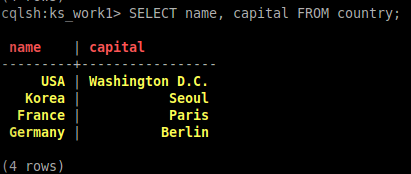 cqlsh:ks_work1> SELECT name, capital FROM country;
name | capital
---------+-----------------
USA | Washington D.C.
Korea | Seoul
France | Paris
Germany | Berlin
(4 rows)